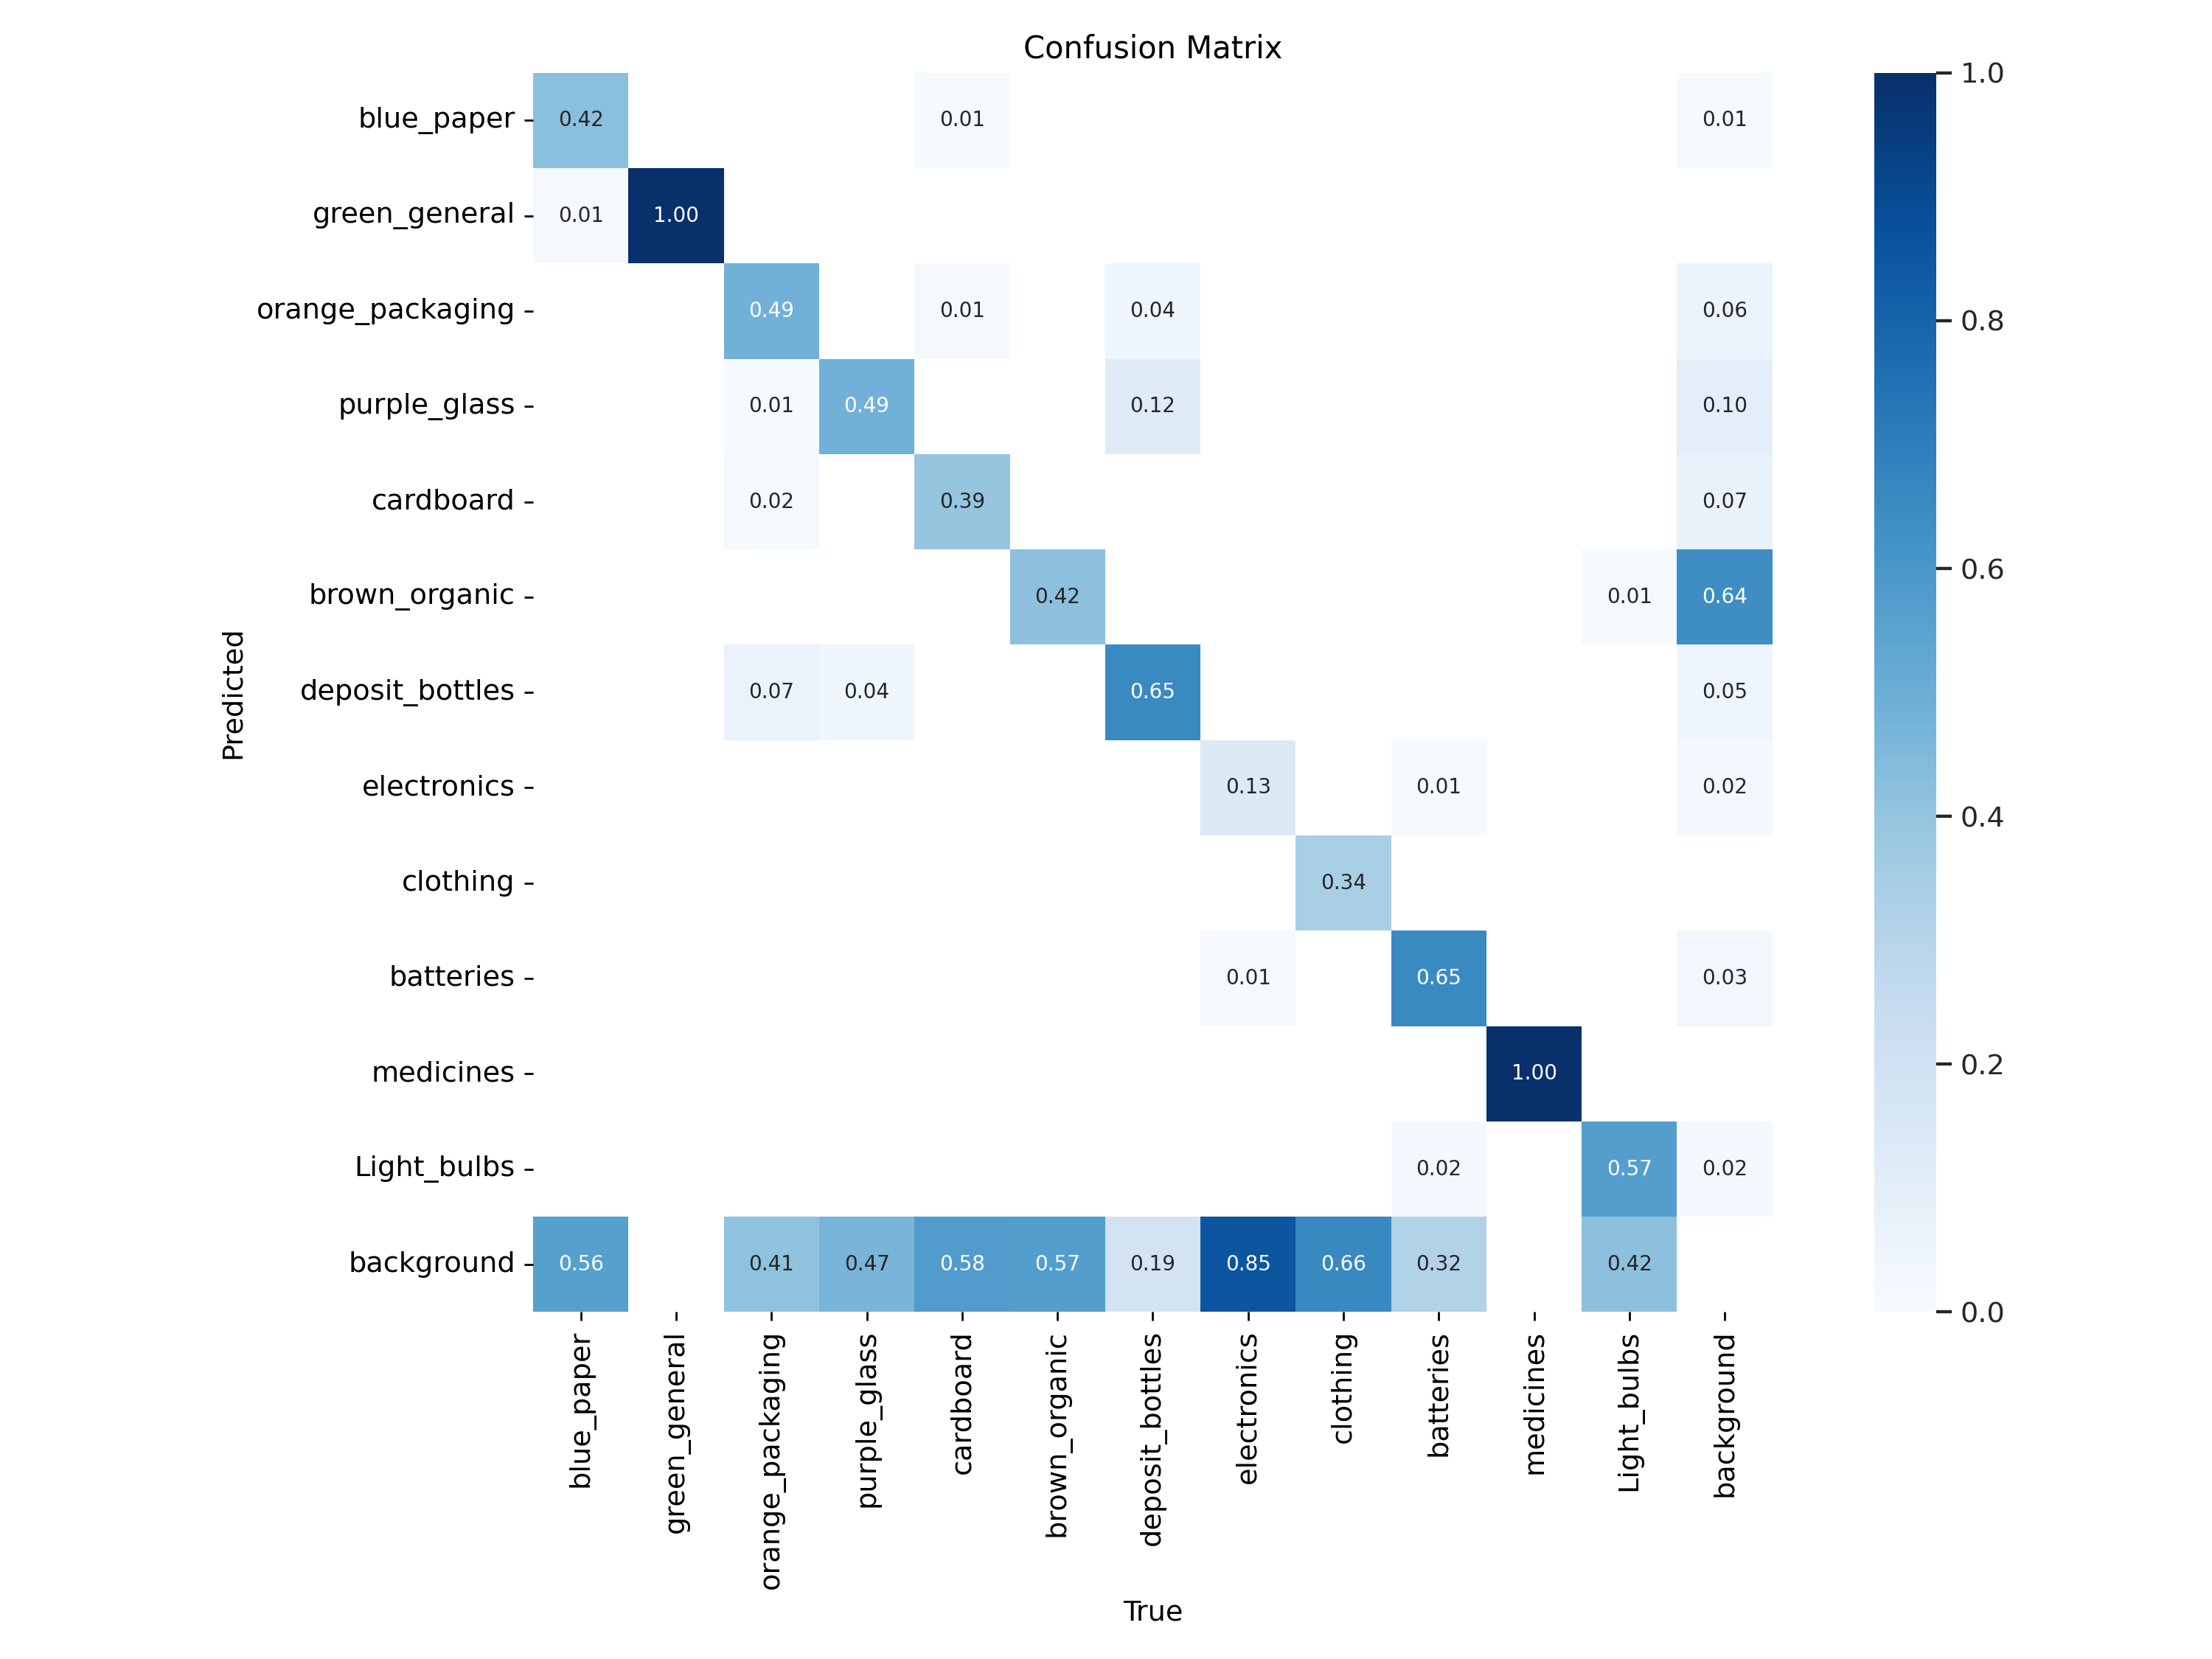 Confusion Matrix
blue_paper 0.42 0.01 0.01
green_general 0.01 1.00
orange_packaging 0.49 0.01 0.04 0.06
purple_glass 0.01 0.49 0.12 0.10
cardboard 0.02 0.39 0.07
brown_organic 0.42 0.01 0.64
deposit_bottles 0.07 0.04 0.65 0.05
electronics 0.13 0.01 0.02
clothing 0.34
batteries 0.01 0.65 0.03
medicines 1.00
Light_bulbs 0.02 0.57 0.02
background 0.56 0.41 0.47 0.58 0.57 0.19 0.85 0.66 0.32 0.42
Predicted
blue_paper
green_general
orange_packaging
purple_glass
cardboard
brown_organic
deposit_bottles
electronics
clothing
batteries
medicines
Light_bulbs
background
True
1.0
0.8
0.6
0.4
0.2
0.0